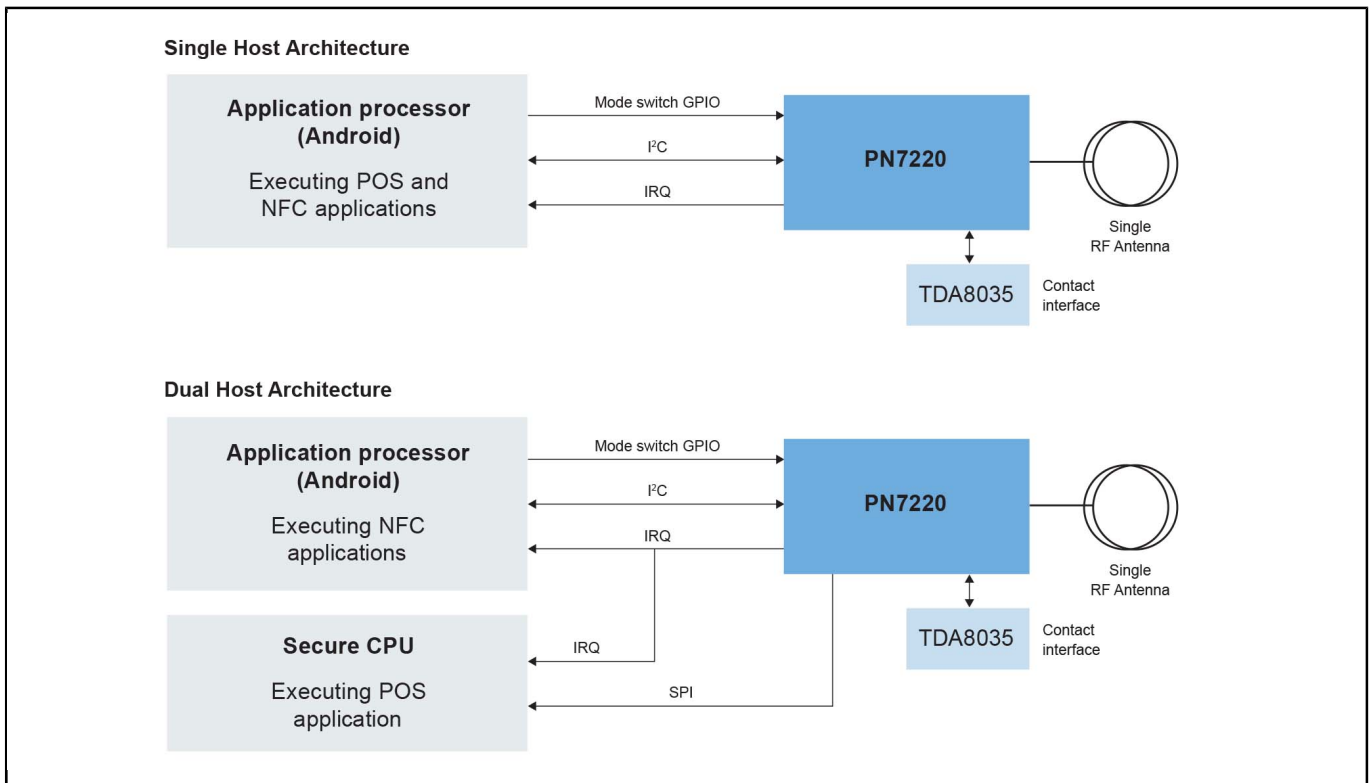 Single Host Architecture
Application processor
(Android)
Executing POS and
NFC applications
Mode switch GPIO
I²C
IRQ
PN7220
Single
RF Antenna
TDA8035
Contact
interface
Dual Host Architecture
Application processor
(Android)
Executing NFC
applications
Mode switch GPIO
I²C
IRQ
PN7220
Single
RF Antenna
TDA8035
Contact
interface
Secure CPU
Executing POS
application
IRQ
SPI